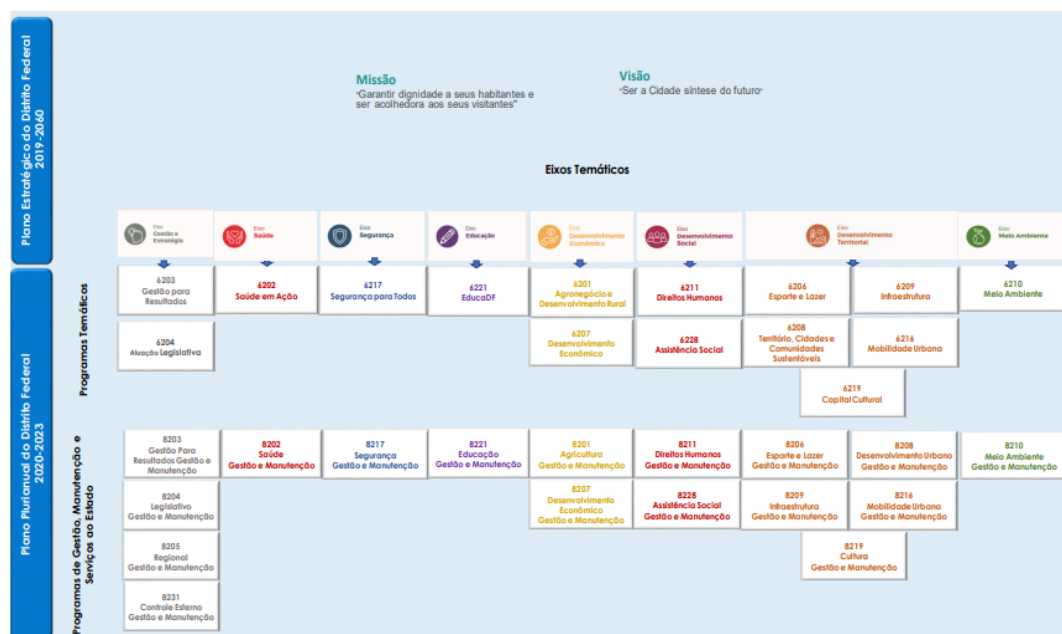 Plano Estratégico do Distrito Federal
2019-2060
Missão
"Garantir dignidade a seus habitantes e
ser acolhedora aos seus visitantes"
Visão
"Ser a Cidade síntese do futuro"
Eixos Temáticos
Eixo
Gestão e
Estratégia
Eixo
Saúde
Eixo
Segurança
Eixo
Educação
Eixo
Desenvolvimento
Econômico
Eixo
Desenvolvimento
Social
Eixo
Desenvolvimento
Territorial
Eixo
Meio Ambiente
Plano Plurianual do Distrito Federal
2020-2023
Programas Temáticos
6203
Gestão para
Resultados
6202
Saúde em Ação
6217
Segurança para Todos
6221
EducaDF
6201
Agronegócio e
Desenvolvimento Rural
6211
Direitos Humanos
6206
Esporte e Lazer
6209
Infraestrutura
6210
Meio Ambiente
6204
Atuação Legislativa
6207
Desenvolvimento
Econômico
6228
Assistência Social
6208
Território, Cidades e
Comunidades
Sustentáveis
6216
Mobilidade Urbana
6219
Capital Cultural
Programas de Gestão, Manutenção e
Serviços ao Estado
8203
Gestão Para
Resultados Gestão e
Manutenção
8202
Saúde
Gestão e Manutenção
8217
Segurança
Gestão e Manutenção
8221
Educação
Gestão e Manutenção
8201
Agricultura
Gestão e Manutenção
8211
Direitos Humanos
Gestão e Manutenção
8206
Esporte e Lazer
Gestão e Manutenção
8208
Desenvolvimento Urbano
Gestão e Manutenção
8210
Meio Ambiente
Gestão e Manutenção
8204
Legislativo
Gestão e Manutenção
8207
Desenvolvimento
Econômico
Gestão e Manutenção
8228
Assistência Social
Gestão e Manutenção
8209
Infraestrutura
Gestão e Manutenção
8216
Mobilidade Urbana
Gestão e Manutenção
8205
Regional
Gestão e Manutenção
8219
Cultura
Gestão e Manutenção
8231
Controle Esterno
Gestão e Manutenção